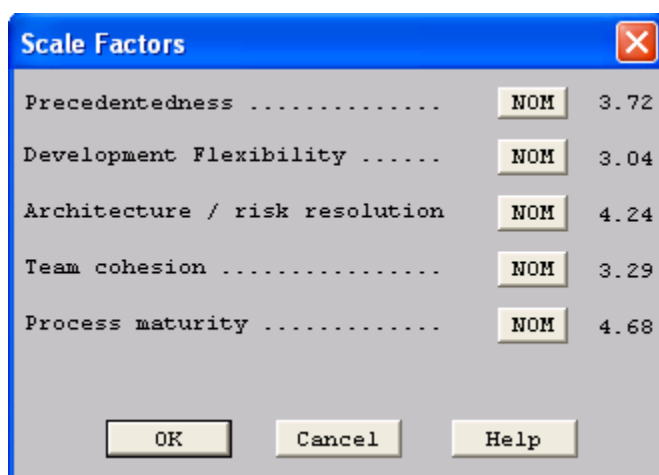 Scale Factors
Precedentedness .............. NOM 3.72
Development Flexibility ...... NOM 3.04
Architecture / risk resolution NOM 4.24
Team cohesion ................ NOM 3.29
Process maturity ............. NOM 4.68
OK Cancel Help